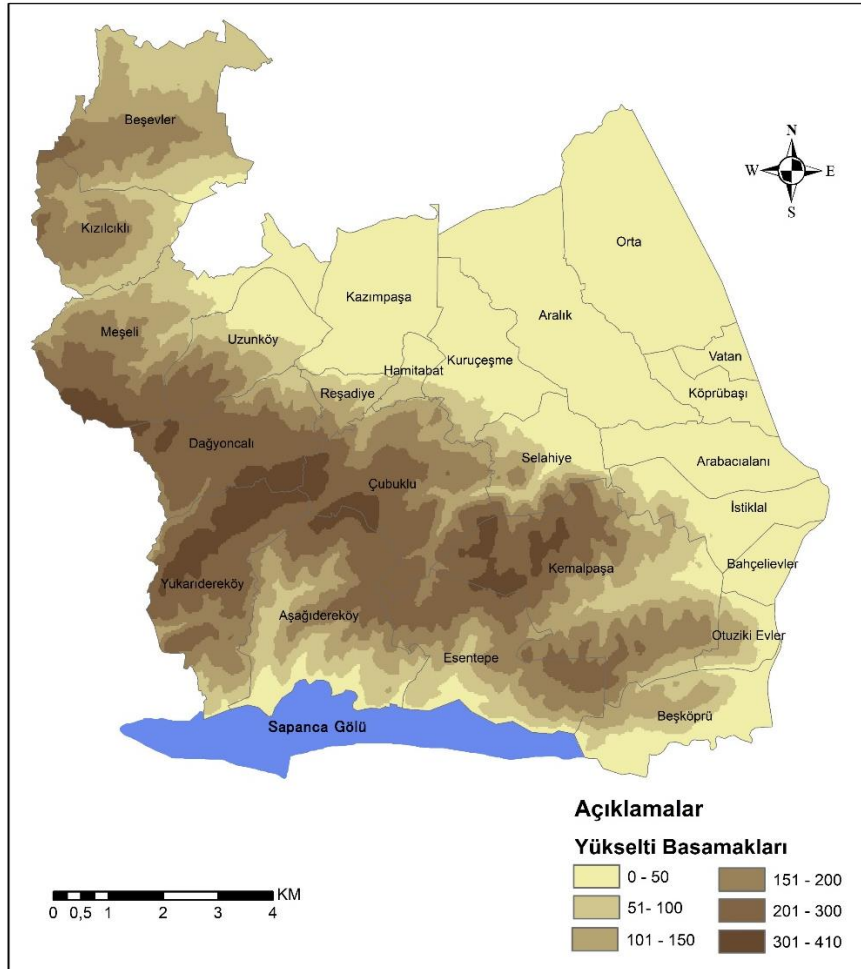 Beşevler
N
W E
S
Kızılcıklı
Orta
Kazımpaşa
Aralık
Meşeli
Uzunköy
Kuruçeşme
Vatan
Hamitabat
Köprübaşı
Reşadiye
Dağyoncalı
Selahiye
Arabacıalanı
Çubuklu
İstiklal
Bahçelievler
Kemalpaşa
Yukarıdereköy
Aşağıdereköy
Otuziki Evler
Esentepe
Beşköprü
Sapanca Gölü
Açıklamalar
Yükselti Basamakları
0 - 50
151 - 200
51- 100
201 - 300
101 - 150
301 - 410
KM
0 0,5 1 2 3 4